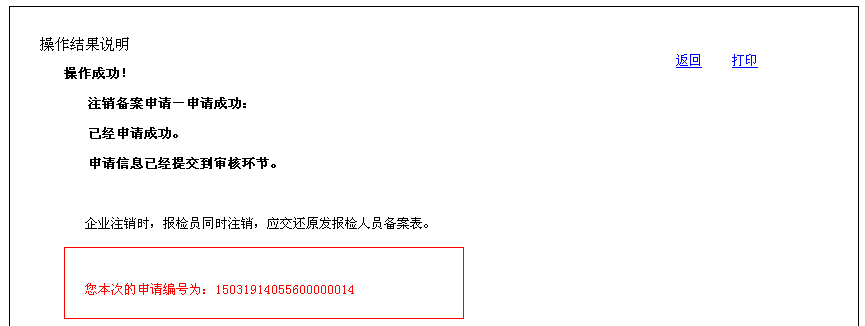 操作结果说明
返回 打印
操作成功!
注销备案申请—申请成功:
已经申请成功。
申请信息已经提交到审核环节。
企业注销时，报检员同时注销，应交还原发报检人员备案表。
您本次的申请编号为：15031914055600000014